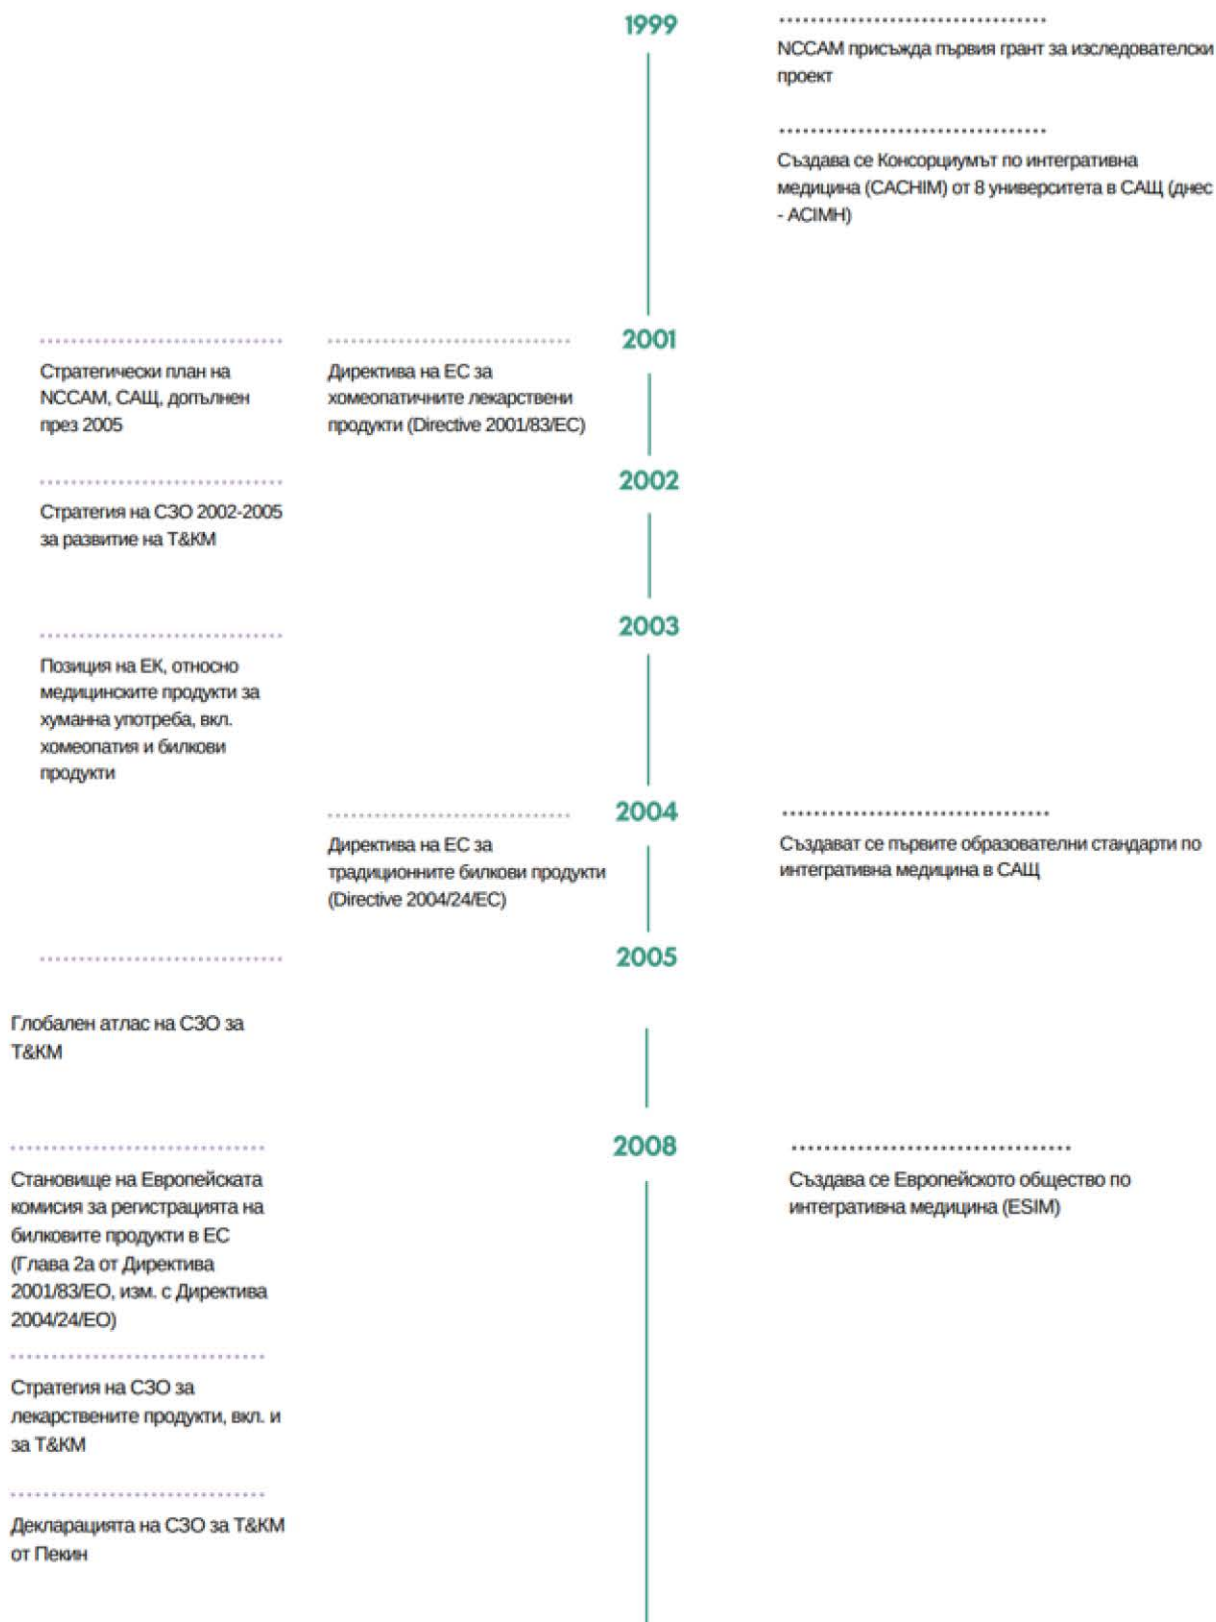 1999
NCCAM присъжда първия грант за изследователски
проект
Създава се Консорциумът по интегративна
медицина (CACHIM) от 8 университета в САЩ (днес
- ACIMH)
2001
Стратегически план на
NCCAM, САЩ, допълнен
през 2005
Директива на ЕС за
хомеопатичните лекарствени
продукти (Directive 2001/83/EC)
2002
Стратегия на СЗО 2002-2005
за развитие на Т&КМ
2003
Позиция на ЕК, относно
медицинските продукти за
хуманна употреба, вкл.
хомеопатия и билкови
продукти
2004
Директива на ЕС за
традиционните билкови продукти
(Directive 2004/24/EC)
Създават се първите образователни стандарти по
интегративна медицина в САЩ
2005
Глобален атлас на СЗО за
Т&КМ
2008
Становище на Европейската
комисия за регистрацията на
билковите продукти в ЕС
(Глава 2а от Директива
2001/83/ЕО, изм. с Директива
2004/24/ЕО)
Създава се Европейското общество по
интегративна медицина (ESIM)
Стратегия на СЗО за
лекарствените продукти, вкл. и
за Т&КМ
Декларацията на СЗО за Т&КМ
от Пекин